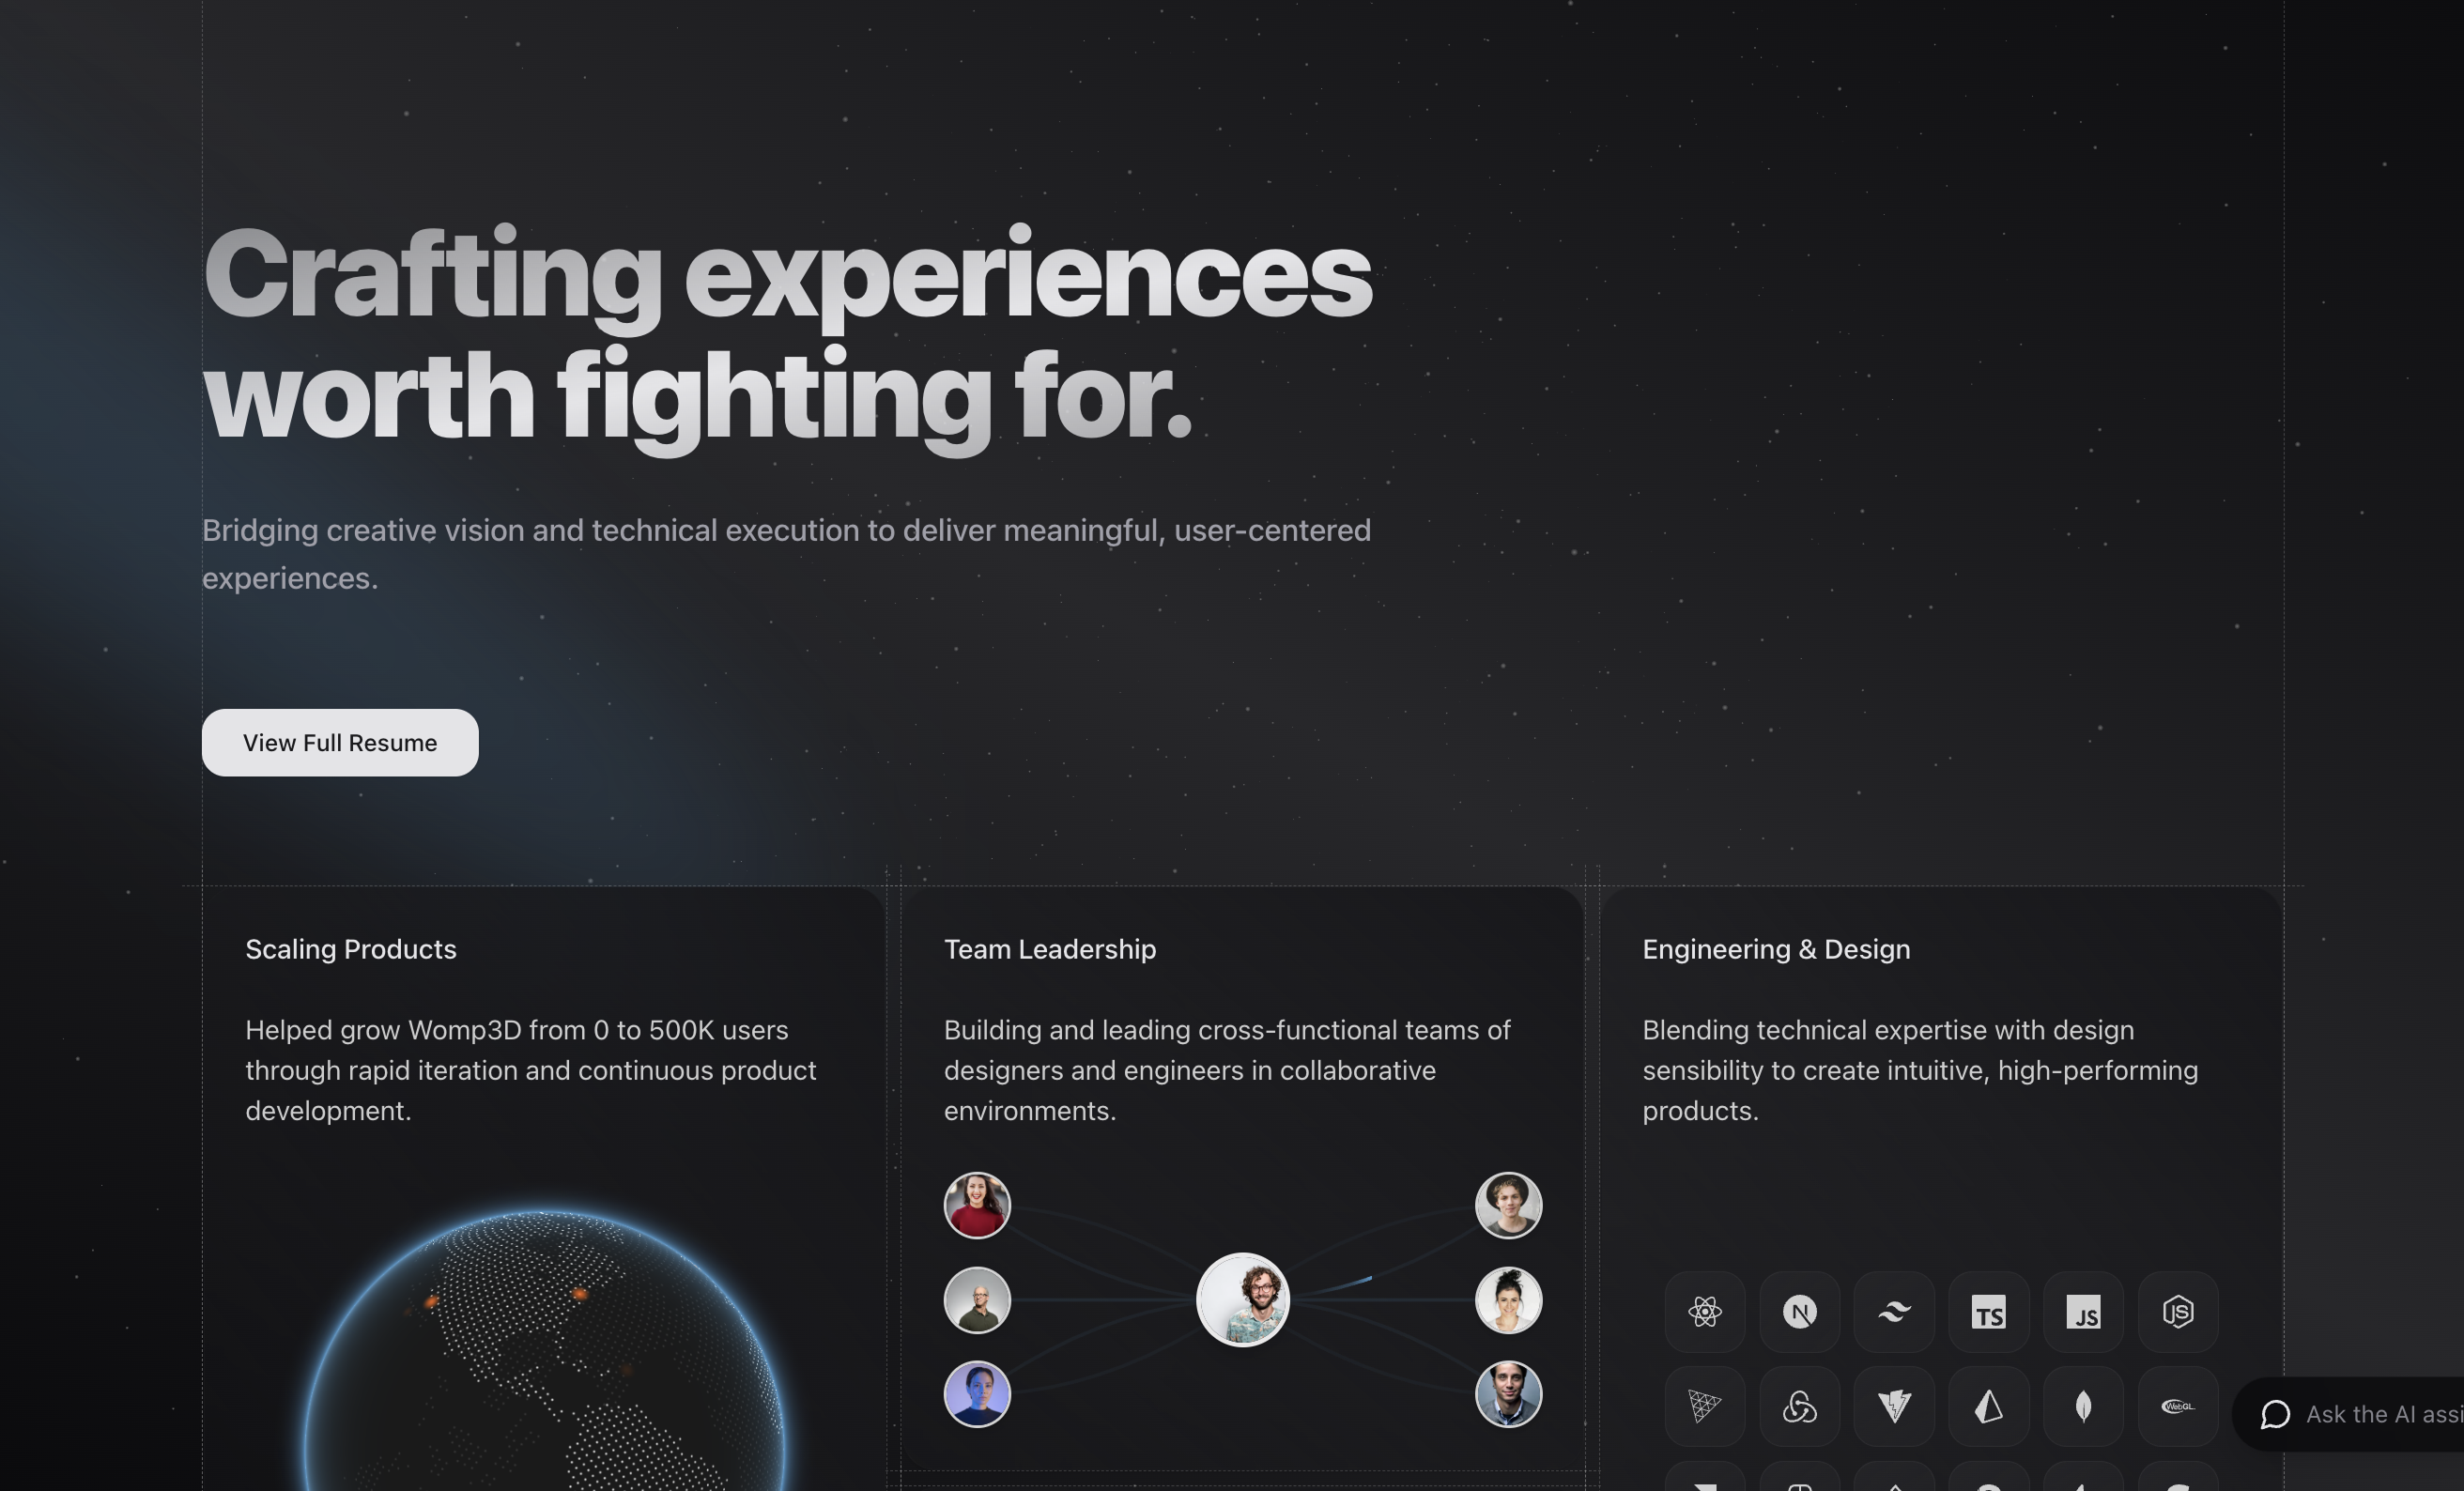 Crafting experiences
worth fighting for.
Bridging creative vision and technical execution to deliver meaningful, user-centered
experiences.
View Full Resume
Scaling Products
Helped grow Womp3D from 0 to 500K users
through rapid iteration and continuous product
development.
Team Leadership
Building and leading cross-functional teams of
designers and engineers in collaborative
environments.
Engineering & Design
Blending technical expertise with design
sensibility to create intuitive, high-performing
products.
N
TS
JS
JS
WebGL
Ask the AI assi